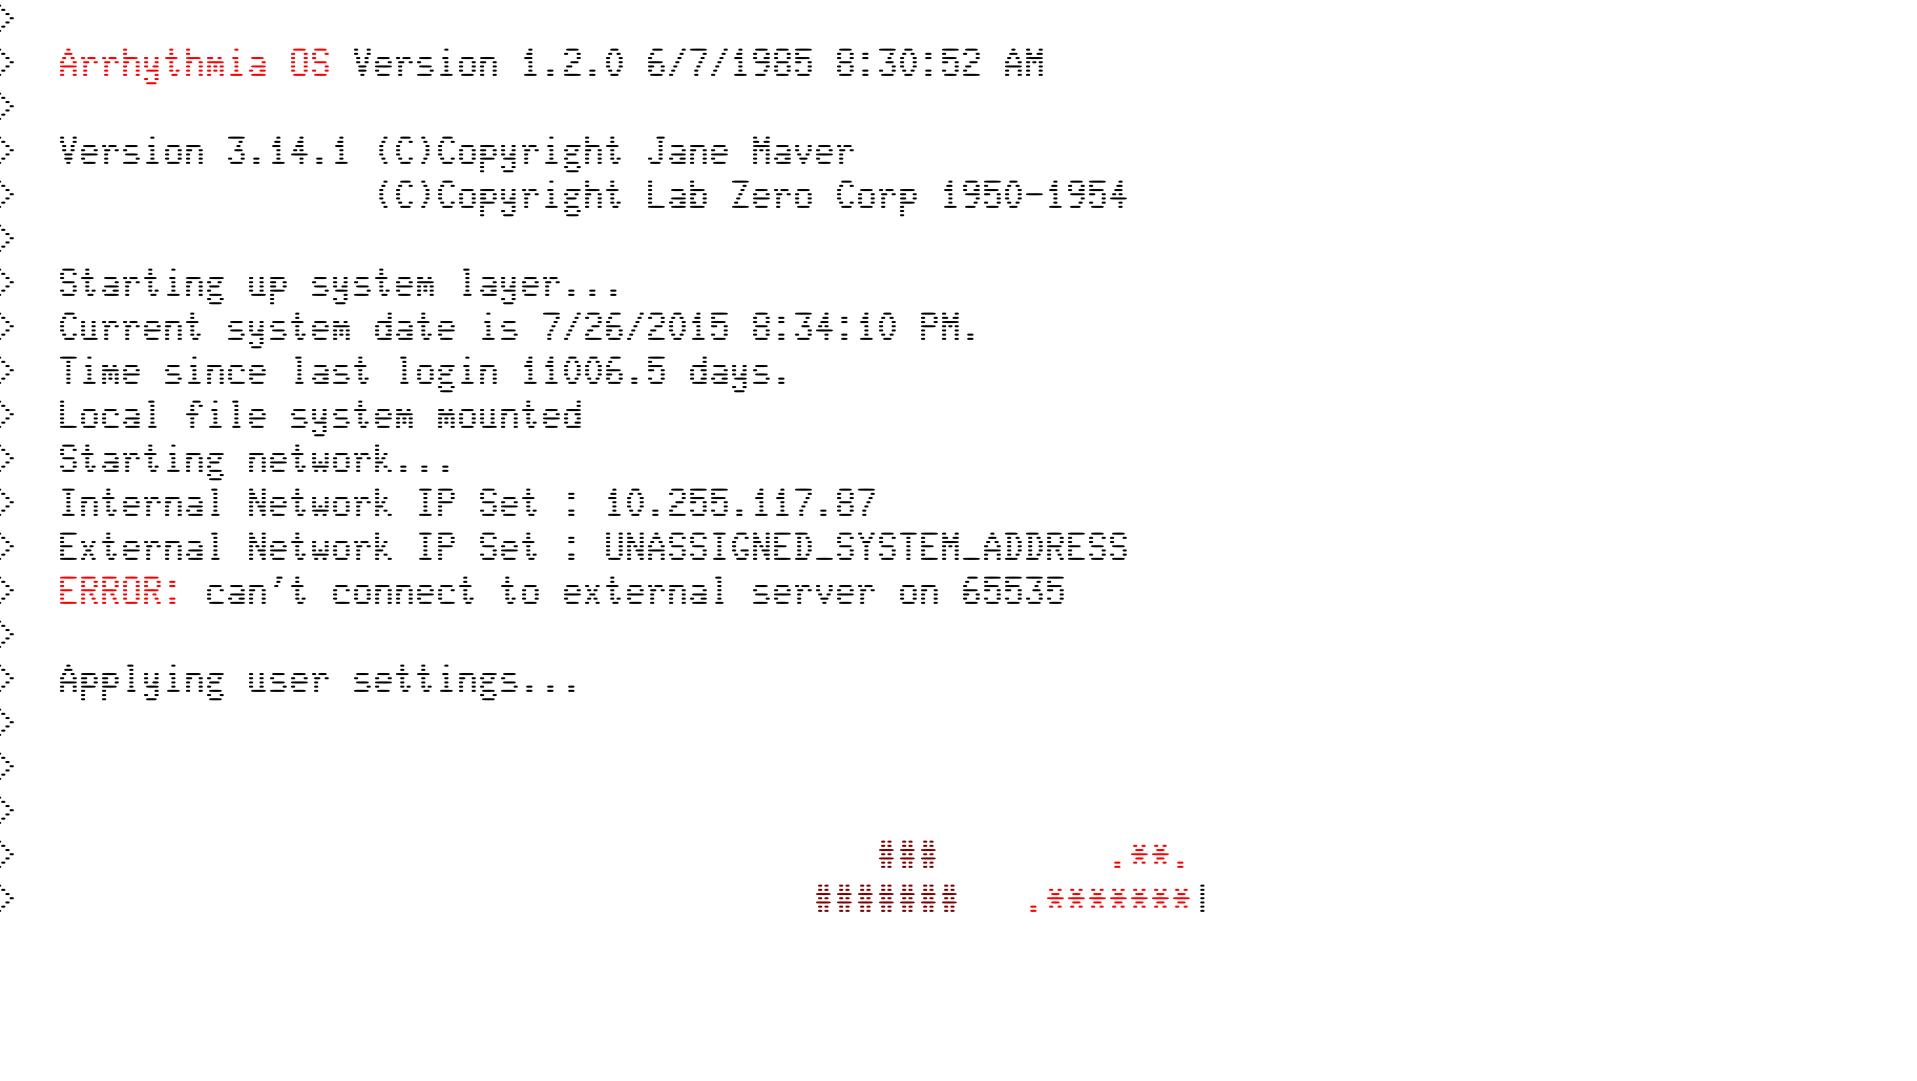 >
> Arrhythmia OS Version 1.2.0 6/7/1985 8:30:52 AM
>
> Version 3.14.1 (C)Copyright Jane Maver
> (C)Copyright Lab Zero Corp 1950-1954
>
> Starting up system layer...
> Current system date is 7/26/2015 8:34:10 PM.
> Time since last login 11006.5 days.
> Local file system mounted
> Starting network...
> Internal Network IP Set : 10.255.117.87
> External Network IP Set : UNASSIGNED_SYSTEM_ADDRESS
> ERROR: can't connect to external server on 65535
>
> Applying user settings...
>
>
>
> ### .**.
> ####### .*******|